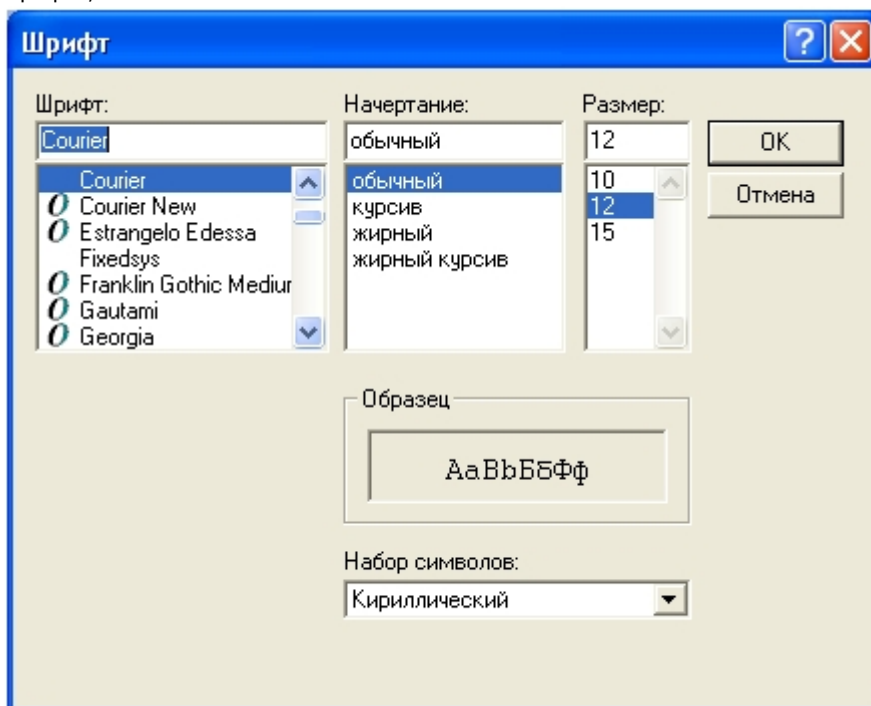 Шрифт
Шрифт:
Courier
Courier
Courier New
Estrangelo Edessa
Fixedsys
Franklin Gothic Mediur
Gautami
Georgia
Начертание:
обычный
обычный
курсив
жирный
жирный курсив
Размер:
12
10
12
15
OK
Отмена
Образец
АаВbБбФф
Набор символов:
Кириллический